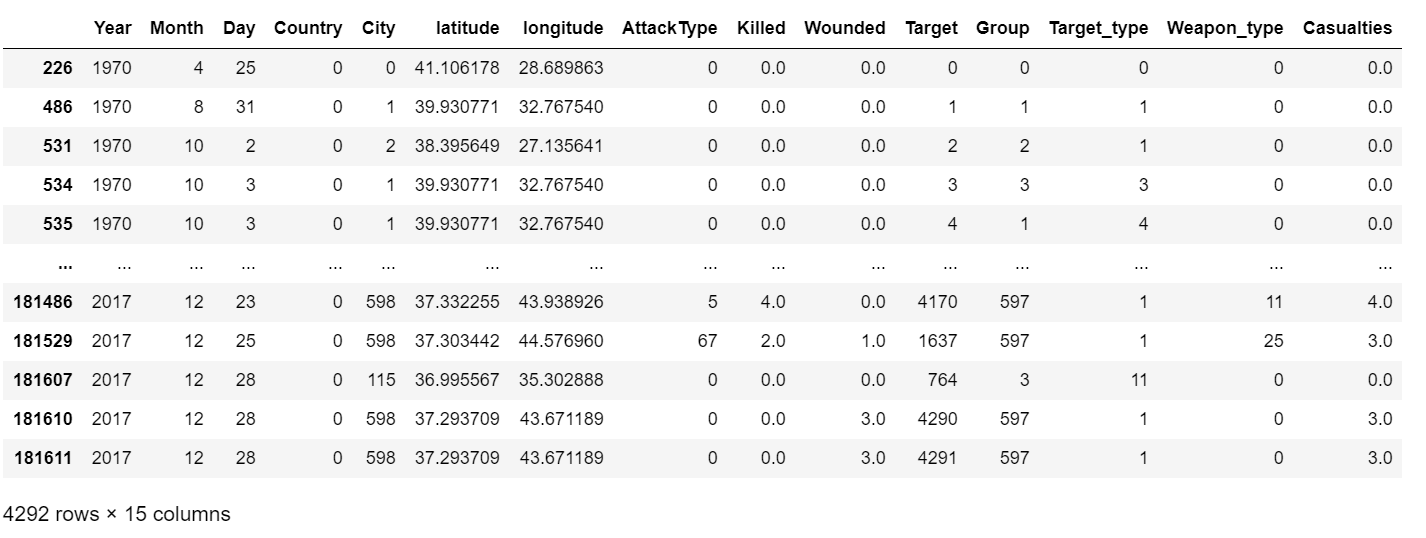 Year Month Day Country City latitude longitude AttackType Killed Wounded Target Group Target_type Weapon_type Casualties
226 1970 4 25 0 0 41.106178 28.689863 0 0.0 0.0 0 0 0 0 0.0
486 1970 8 31 0 1 39.930771 32.767540 0 0.0 0.0 1 1 1 0 0.0
531 1970 10 2 0 2 38.395649 27.135641 0 0.0 0.0 2 2 1 0 0.0
534 1970 10 3 0 1 39.930771 32.767540 0 0.0 0.0 3 3 3 0 0.0
535 1970 10 3 0 1 39.930771 32.767540 0 0.0 0.0 4 1 4 0 0.0
... ... ... ... ... ... ... ... ... ... ... ... ... ... ... ...
181486 2017 12 23 0 598 37.332255 43.938926 5 4.0 0.0 4170 597 1 11 4.0
181529 2017 12 25 0 598 37.303442 44.576960 67 2.0 1.0 1637 597 1 25 3.0
181607 2017 12 28 0 115 36.995567 35.302888 0 0.0 0.0 764 3 11 0 0.0
181610 2017 12 28 0 598 37.293709 43.671189 0 0.0 3.0 4290 597 1 0 3.0
181611 2017 12 28 0 598 37.293709 43.671189 0 0.0 3.0 4291 597 1 0 3.0
4292 rows × 15 columns